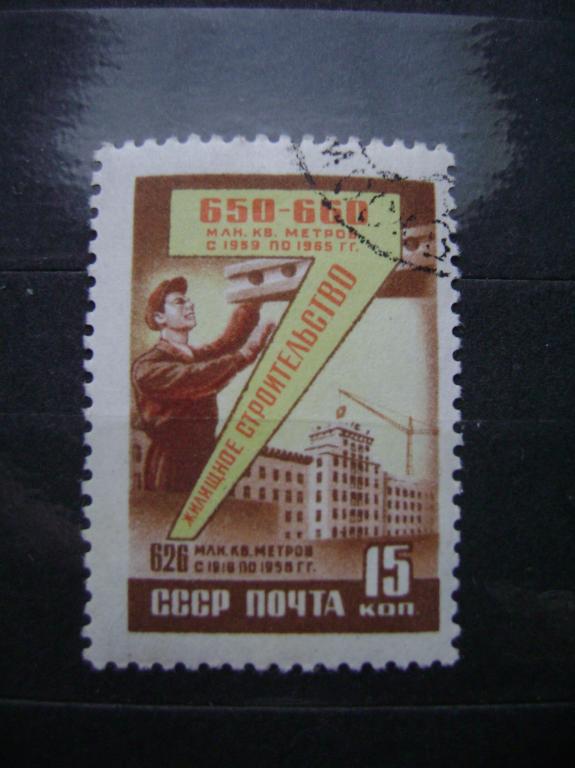 650-660
МЛН. КВ. МЕТРОВ
С 1959 ПО 1965 ГГ.
ЖИЛИЩНОЕ СТРОИТЕЛЬСТВО
626 МЛН. КВ. МЕТРОВ
С 1918 ПО 1958 ГГ.
15
СССР ПОЧТА КОП.